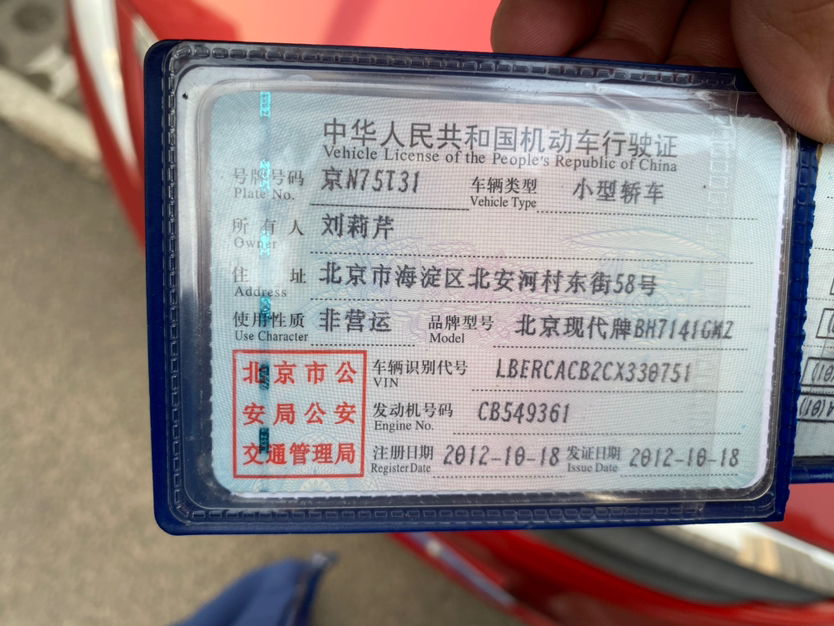 中华人民共和国机动车行驶证
Vehicle License of the People's Republic of China
号牌号码 京N75T31 车辆类型 小型轿车
Plate No. Vehicle Type
所有人 刘莉芹
Owner
住址 北京市海淀区北安河村东街58号
Address
使用性质 非营运 品牌型号 北京现代牌BH7141GMZ
Use Character Model
北京市公 车辆识别代号 LBERCACB2CX330751
VIN
安局公安 发动机号码 CB549361
Engine No.
交通管理局 注册日期 2012-10-18 发证日期 2012-10-18
Register Date Issue Date